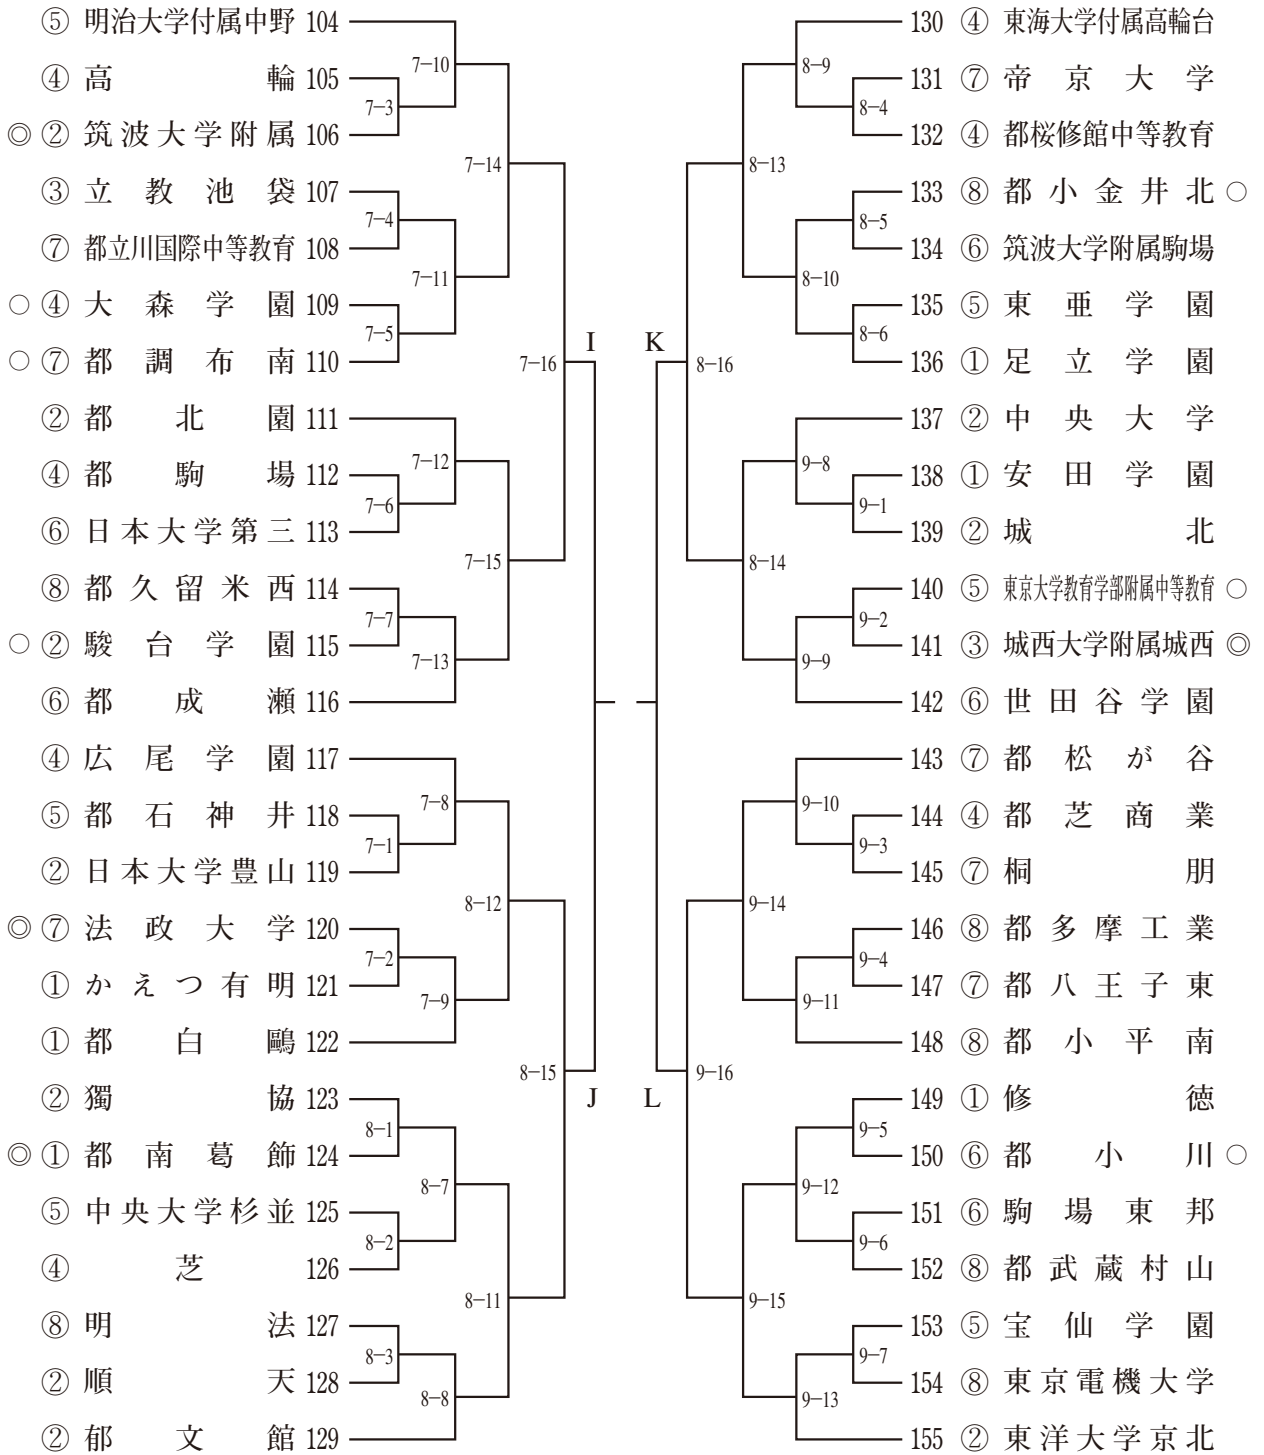 ⑤ 明治大学付属中野 104
④ 高輪 105
◎ ② 筑波大学附属 106
③ 立教池袋 107
⑦ 都立川国際中等教育 108
○ ④ 大森学園 109
○ ⑦ 都調布南 110
② 都北園 111
④ 都駒場 112
⑥ 日本大学第三 113
⑧ 都久留米西 114
○ ② 駿台学園 115
⑥ 都成瀬 116
④ 広尾学園 117
⑤ 都石神井 118
② 日本大学豊山 119
◎ ⑦ 法政大学 120
① かえつ有明 121
① 都白鷗 122
② 獨協 123
◎ ① 都南葛飾 124
⑤ 中央大学杉並 125
④ 芝 126
⑧ 明法 127
② 順天 128
② 郁文館 129
7-10
7-3
7-14
7-4
7-11
7-5
7-16
I
7-12
7-6
7-15
7-7
7-13
7-8
7-1
8-12
7-2
7-9
8-15
J
8-1
8-7
8-2
8-11
8-3
8-8
8-9
8-4
8-13
8-5
8-10
8-6
K
8-16
9-8
9-1
8-14
9-2
9-9
9-10
9-3
9-14
9-4
9-11
L
9-16
9-5
9-12
9-6
9-15
9-7
9-13
130 ④ 東海大学付属高輪台
131 ⑦ 帝京大学
132 ④ 都桜修館中等教育
133 ⑧ 都小金井北 ○
134 ⑥ 筑波大学附属駒場
135 ⑤ 東亜学園
136 ① 足立学園
137 ② 中央大学
138 ① 安田学園
139 ② 城北
140 ⑤ 東京大学教育学部附属中等教育 ○
141 ③ 城西大学附属城西 ◎
142 ⑥ 世田谷学園
143 ⑦ 都松が谷
144 ④ 都芝商業
145 ⑦ 桐朋
146 ⑧ 都多摩工業
147 ⑦ 都八王子東
148 ⑧ 都小平南
149 ① 修徳
150 ⑥ 都小川 ○
151 ⑥ 駒場東邦
152 ⑧ 都武蔵村山
153 ⑤ 宝仙学園
154 ⑧ 東京電機大学
155 ② 東洋大学京北